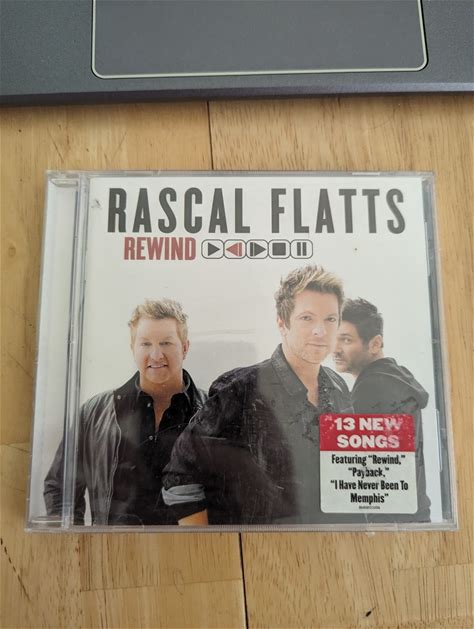 RASCAL FLATTS
REWIND
"13 NEW
SONGS
Featuring "Rewind,"
"Payback,"
"I Have Never Been To
Memphis"